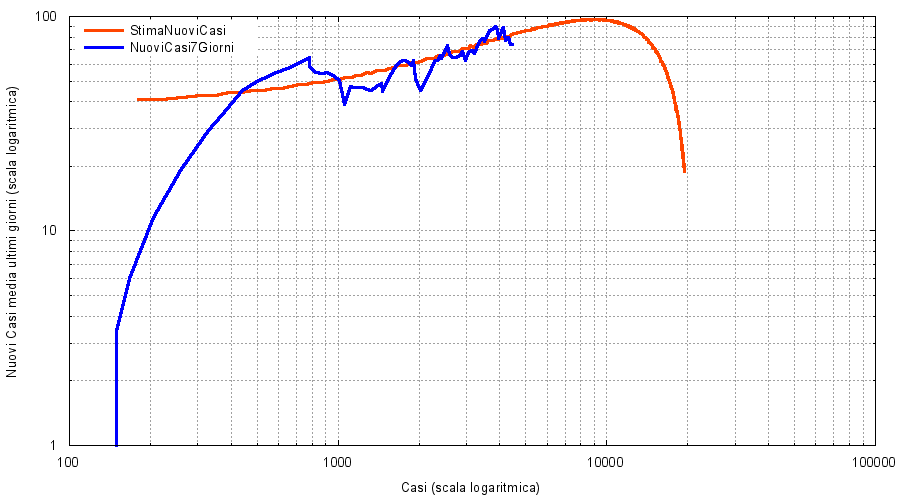 100
StimaNuoviCasi
NuoviCasi7Giorni
10
1
Nuovi Casi media ultimi giorni (scala logaritmica)
100
1000
10000
100000
Casi (scala logaritmica)